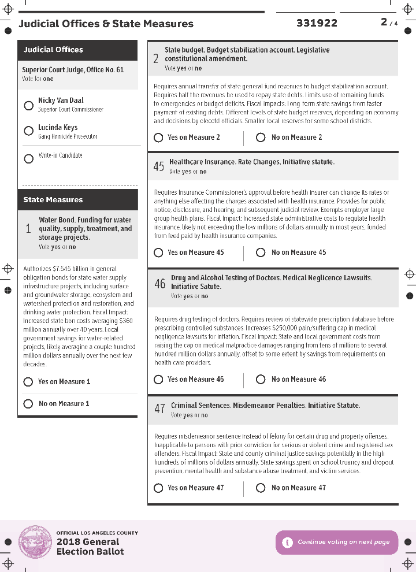 Judicial Offices & State Measures
331922
2 / 4
Judicial Offices
Superior Court Judge, Office No. 61
Vote for one
Nicky Van Daal
Superior Court Commissioner
Lucinda Keys
Gang Homicide Prosecutor
Write-in Candidate
State Measures
1
Water Bond. Funding for water
quality, supply, treatment, and
storage projects.
Vote yes or no
Authorizes $7.545 billion in general
obligation bonds for state water supply
infrastructure projects, including surface
and groundwater storage, ecosystem and
watershed protection and restoration, and
drinking water protection. Fiscal Impact:
Increased state bond costs averaging $360
million annually over 40 years. Local
government savings for water related
projects, likely averaging a couple hundred
million dollars annually over the next few
decades
Yes on Measure 1
No on Measure 1
2
State budget. Budget stabilization account. Legislative
constitutional amendment.
Vote yes or no
Requires annual transfer of state general fund revenues to budget stabilization account.
Requires half the revenues be used to repay state debts. Limits use of remaining funds
to emergencies or budget deficits. Fiscal Impacts: Long-term state savings from faster
payment of existing debts. Different levels of state budget reserves, depending on economy
and decisions by elected officials. Smaller local reserves for some school districts.
Yes on Measure 2
No on Measure 2
45
Healthcare Insurance. Rate Changes, Initiative statute.
Vote yes or no
Requires Insurance Commissioner's approval before health insurer can change its rates or
anything else affecting the charges associated with health insurance. Provides for public
notice, disclosure, and hearing, and subsequent judicial review. Exempts employer large
group health plans. Fiscal Impact: Increased state administrative costs to regulate health
insurance, likely not exceeding the low millions of dollars annually in most years, funded
from fees paid by health insurance companies.
Yes on Measure 45
No on Measure 45
46
Drug and Alcohol Testing of Doctors. Medical Negligence Lawsuits.
Initiative Satute.
Vote yes or no
Requires drug testing of doctors. Requires review of statewide prescription database before
prescribing controlled substances. Increases $250,000 pain/suffering cap in medical
negligence lawsuits for inflation. Fiscal Impact: State and local government costs from
raising the cap on medical malpractice damages ranging from tens of millions to several
hundred million dollars annually, offset to some extent by savings from requirements on
health care providers.
Yes on Measure 46
No on Measure 46
47
Criminal Sentences. Misdemeanor Penalties. Initiative Statute.
Vote yes or no
Requires misdemeanor sentence instead of felony for certain drug and property offenses.
Inapplicable to persons with prior conviction for serious or violent crime and registered sex
offenders. Fiscal Impact: State and county criminal justice savings potentially in the high
hundreds of millions of dollars annually. State savings spent on school truancy and dropout
prevention, mental health and substance abuse treatment, and victim services
Yes on Measure 47
No on Measure 47
OFFICIAL LOS ANGELES COUNTY
2018 General
Election Ballot
Continue voting on next page